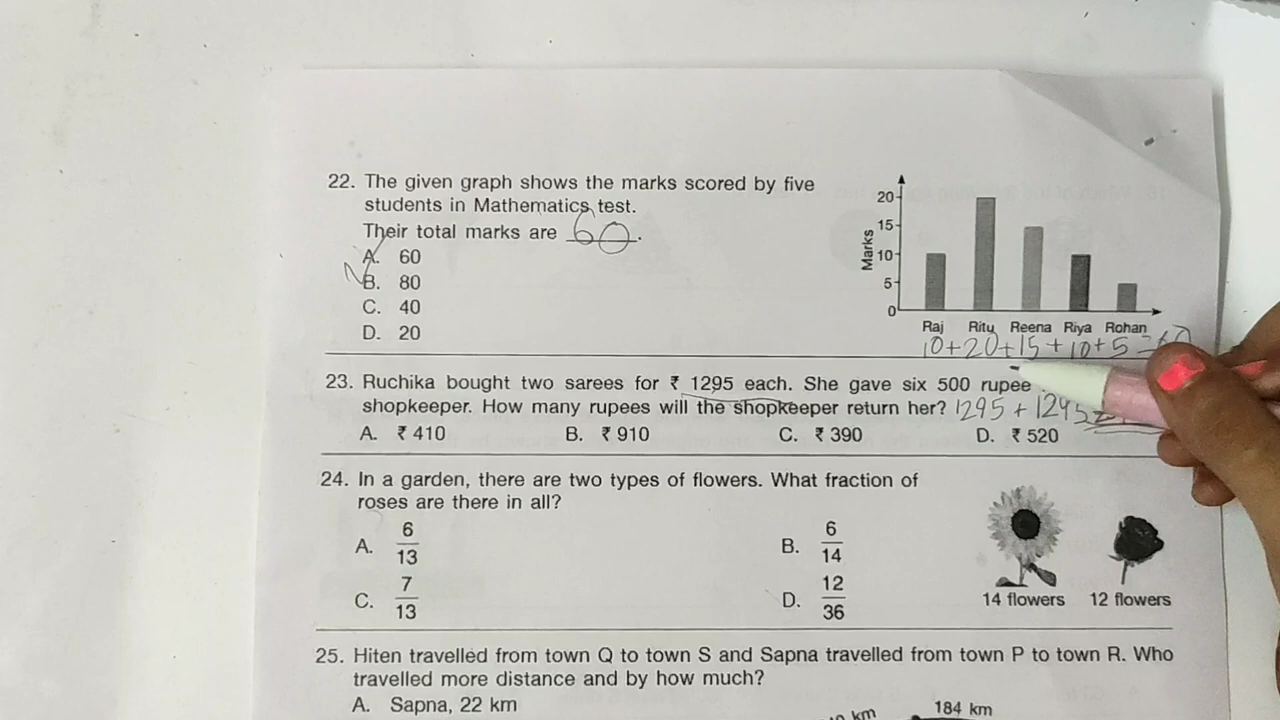 22. The given graph shows the marks scored by five
students in Mathematics test.
Their total marks are 60.
A. 60
B. 80
C. 40
D. 20
Marks
20
15
10
5
0
Raj Ritu Reena Riya Rohan
10+20+15+10+5=60
23. Ruchika bought two sarees for ₹ 1295 each. She gave six 500 rupee
shopkeeper. How many rupees will the shopkeeper return her? 1295 + 1295=
A. ₹ 410 B. ₹ 910 C. ₹ 390 D. ₹ 520
24. In a garden, there are two types of flowers. What fraction of
roses are there in all?
A. 6/13 B. 6/14
C. 7/13 D. 12/36
14 flowers 12 flowers
25. Hiten travelled from town Q to town S and Sapna travelled from town P to town R. Who
travelled more distance and by how much?
A. Sapna, 22 km
km 184 km